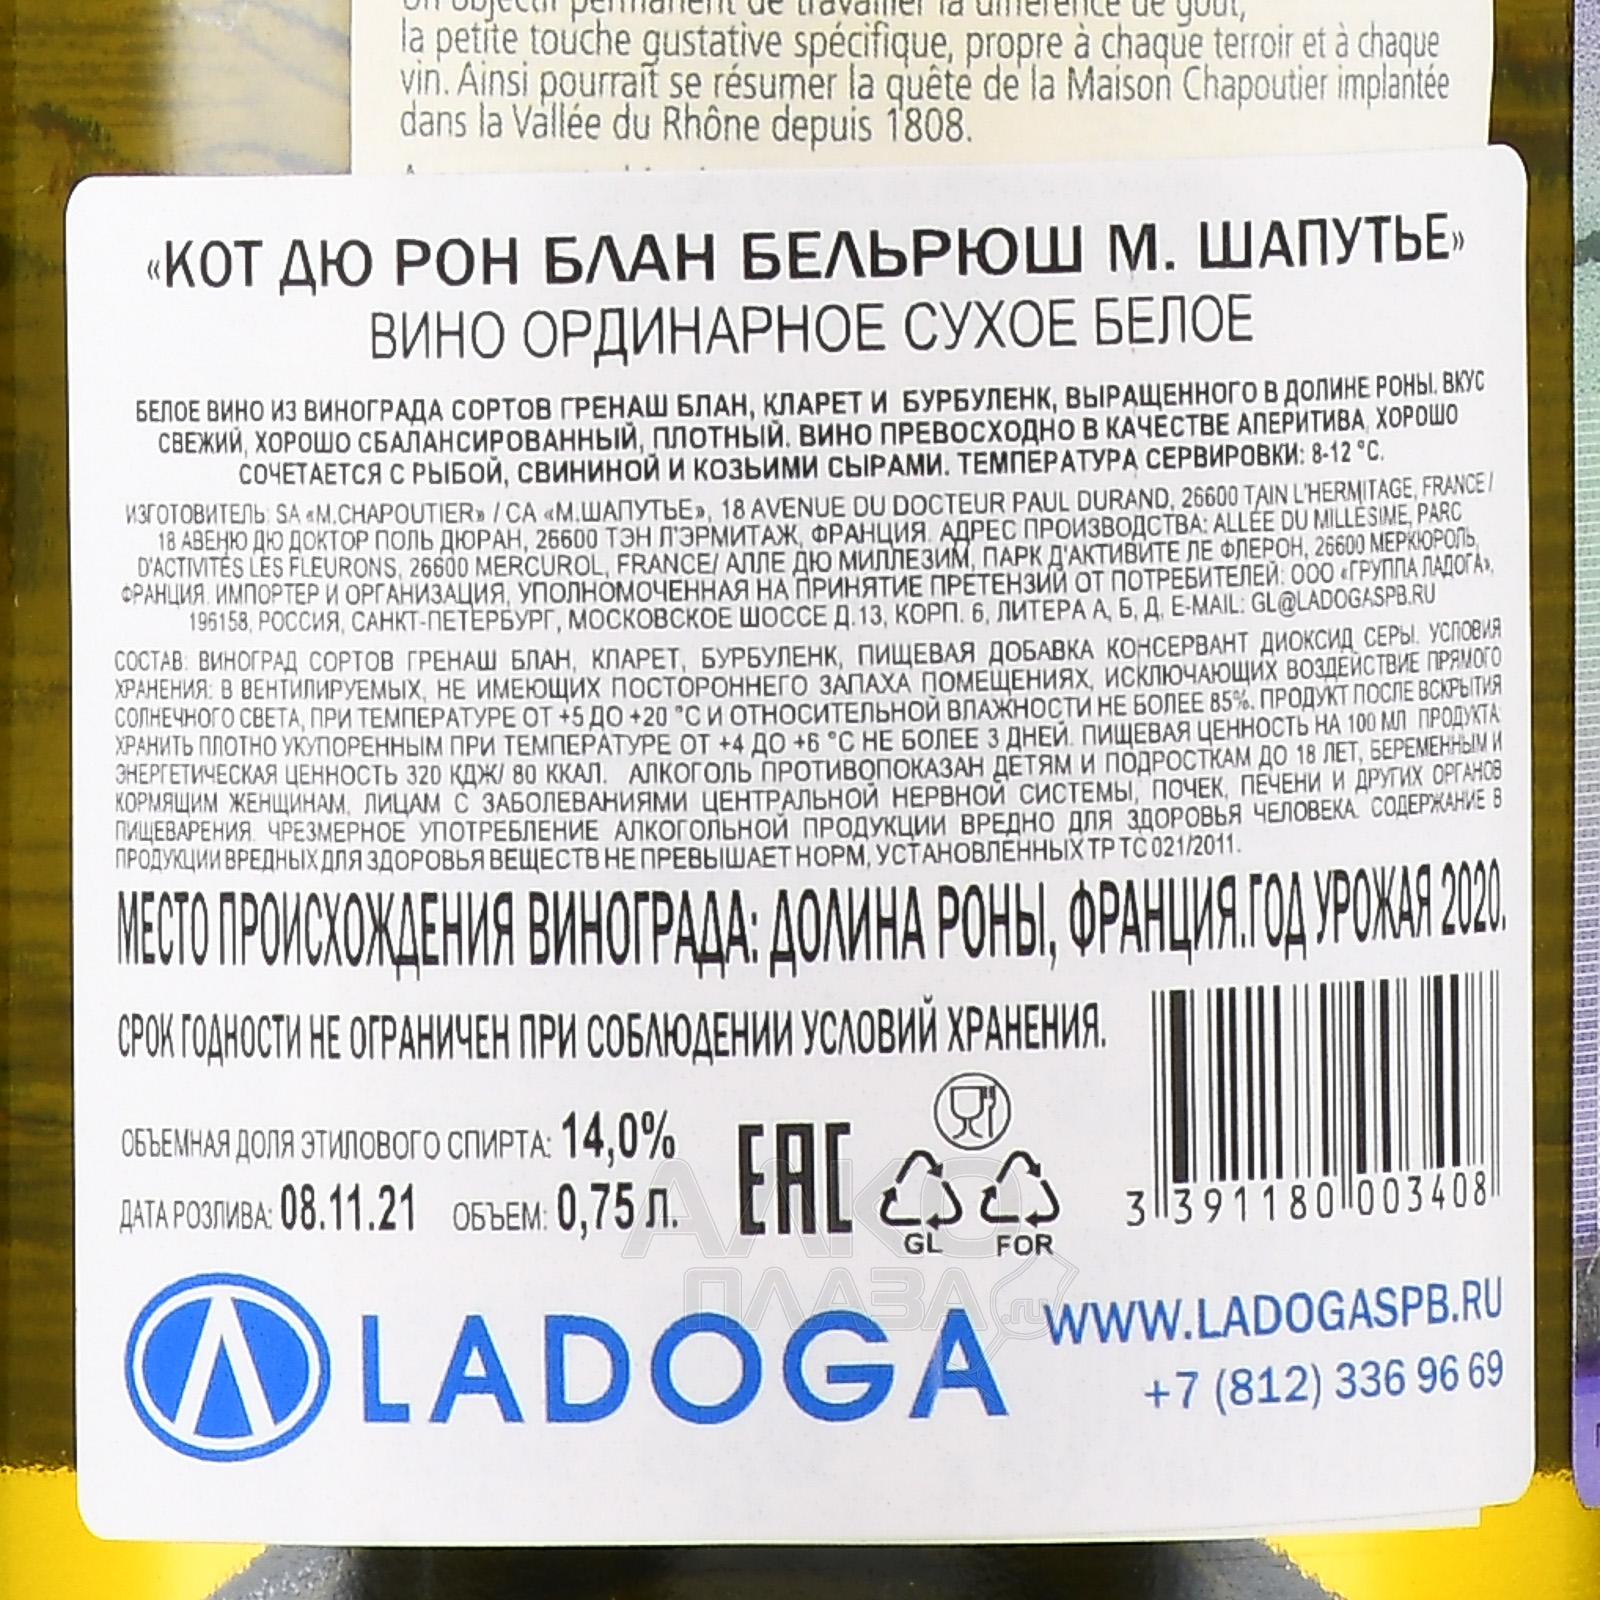 Un objectif permanent de travailler la différence de goût,
la petite touche gustative spécifique, propre à chaque terroir et à chaque
vin. Ainsi pourrait se résumer la quête de la Maison Chapoutier implantée
dans la Vallée du Rhône depuis 1808.
«КОТ ДЮ РОН БЛАН БЕЛЬРЮШ М. ШАПУТЬЕ»
ВИНО ОРДИНАРНОЕ СУХОЕ БЕЛОЕ
БЕЛОЕ ВИНО ИЗ ВИНОГРАДА СОРТОВ ГРЕНАШ БЛАН, КЛАРЕТ И БУРБУЛЕНК, ВЫРАЩЕННОГО В ДОЛИНЕ РОНЫ. ВКУС
СВЕЖИЙ, ХОРОШО СБАЛАНСИРОВАННЫЙ, ПЛОТНЫЙ. ВИНО ПРЕВОСХОДНО В КАЧЕСТВЕ АПЕРИТИВА, ХОРОШО
СОЧЕТАЕТСЯ С РЫБОЙ, СВИНИНОЙ И КОЗЬИМИ СЫРАМИ. ТЕМПЕРАТУРА СЕРВИРОВКИ: 8-12 °С.
ИЗГОТОВИТЕЛЬ: SA «M.CHAPOUTIER» / СА «М.ШАПУТЬЕ», 18 AVENUE DU DOCTEUR PAUL DURAND, 26600 TAIN L'HERMITAGE, FRANCE /
18 АВЕНЮ ДЮ ДОКТОР ПОЛЬ ДЮРАН, 26600 ТЭН Л'ЭРМИТАЖ, ФРАНЦИЯ. АДРЕС ПРОИЗВОДСТВА: ALLÉE DU MILLÉSIME, PARC
D'ACTIVITÉS LES FLEURONS, 26600 MERCUROL, FRANCE/ АЛЛЕ ДЮ МИЛЛЕЗИМ, ПАРК Д'АКТИВИТЕ ЛЕ ФЛЕРОН, 26600 МЕРКЮРОЛЬ,
ФРАНЦИЯ. ИМПОРТЕР И ОРГАНИЗАЦИЯ, УПОЛНОМОЧЕННАЯ НА ПРИНЯТИЕ ПРЕТЕНЗИЙ ОТ ПОТРЕБИТЕЛЕЙ: ООО «ГРУППА ЛАДОГА»,
196158, РОССИЯ, САНКТ-ПЕТЕРБУРГ, МОСКОВСКОЕ ШОССЕ Д.13, КОРП. 6, ЛИТЕРА А, Б, Д, E-MAIL: GL@LADOGASPB.RU
СОСТАВ: ВИНОГРАД СОРТОВ ГРЕНАШ БЛАН, КЛАРЕТ, БУРБУЛЕНК, ПИЩЕВАЯ ДОБАВКА КОНСЕРВАНТ ДИОКСИД СЕРЫ. УСЛОВИЯ
ХРАНЕНИЯ: В ВЕНТИЛИРУЕМЫХ, НЕ ИМЕЮЩИХ ПОСТОРОННЕГО ЗАПАХА ПОМЕЩЕНИЯХ, ИСКЛЮЧАЮЩИХ ВОЗДЕЙСТВИЕ ПРЯМОГО
СОЛНЕЧНОГО СВЕТА, ПРИ ТЕМПЕРАТУРЕ ОТ +5 ДО +20 °С И ОТНОСИТЕЛЬНОЙ ВЛАЖНОСТИ НЕ БОЛЕЕ 85%. ПРОДУКТ ПОСЛЕ ВСКРЫТИЯ
ХРАНИТЬ ПЛОТНО УКУПОРЕННЫМ ПРИ ТЕМПЕРАТУРЕ ОТ +4 ДО +6 °С НЕ БОЛЕЕ 3 ДНЕЙ. ПИЩЕВАЯ ЦЕННОСТЬ НА 100 МЛ ПРОДУКТА:
ЭНЕРГЕТИЧЕСКАЯ ЦЕННОСТЬ 320 КДЖ/ 80 ККАЛ. АЛКОГОЛЬ ПРОТИВОПОКАЗАН ДЕТЯМ И ПОДРОСТКАМ ДО 18 ЛЕТ, БЕРЕМЕННЫМ И
КОРМЯЩИМ ЖЕНЩИНАМ, ЛИЦАМ С ЗАБОЛЕВАНИЯМИ ЦЕНТРАЛЬНОЙ НЕРВНОЙ СИСТЕМЫ, ПОЧЕК, ПЕЧЕНИ И ДРУГИХ ОРГАНОВ
ПИЩЕВАРЕНИЯ. ЧРЕЗМЕРНОЕ УПОТРЕБЛЕНИЕ АЛКОГОЛЬНОЙ ПРОДУКЦИИ ВРЕДНО ДЛЯ ЗДОРОВЬЯ ЧЕЛОВЕКА. СОДЕРЖАНИЕ В
ПРОДУКЦИИ ВРЕДНЫХ ДЛЯ ЗДОРОВЬЯ ВЕЩЕСТВ НЕ ПРЕВЫШАЕТ НОРМ, УСТАНОВЛЕННЫХ ТР ТС 021/2011.
МЕСТО ПРОИСХОЖДЕНИЯ ВИНОГРАДА: ДОЛИНА РОНЫ, ФРАНЦИЯ.ГОД УРОЖАЯ 2020.
СРОК ГОДНОСТИ НЕ ОГРАНИЧЕН ПРИ СОБЛЮДЕНИИ УСЛОВИЙ ХРАНЕНИЯ.
ОБЪЕМНАЯ ДОЛЯ ЭТИЛОВОГО СПИРТА: 14,0%
ДАТА РОЗЛИВА: 08.11.21 ОБЪЕМ: 0,75 Л.
EAC
GL FOR
3 391180 003408
АЛКО
ПЛАЗА.ru
LADOGA
WWW.LADOGASPB.RU
+7 (812) 336 96 69